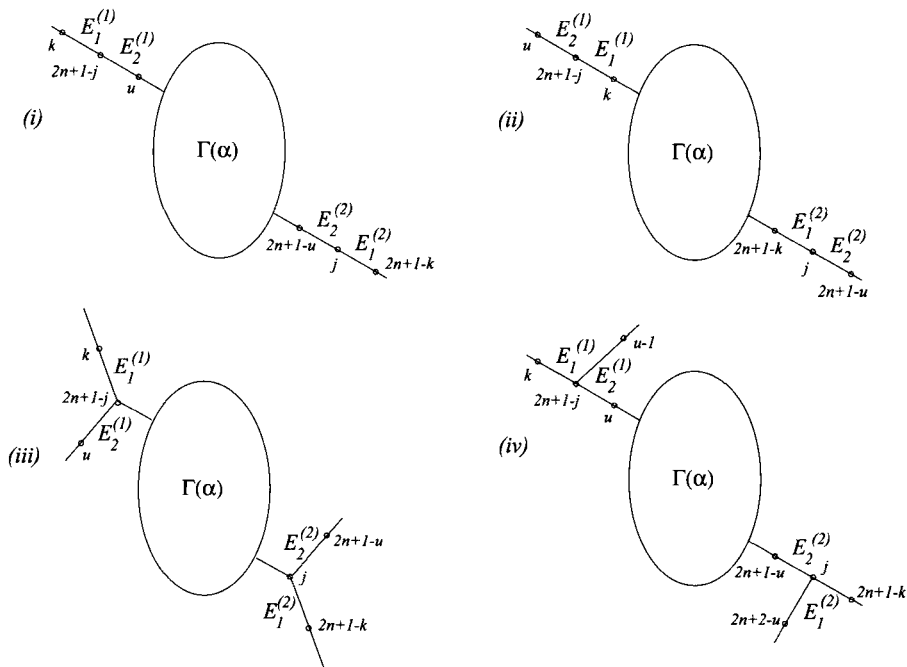 E_1^{(1)}
E_2^{(1)}
k
2n+1-j
u
(i)
Γ(α)
E_2^{(2)}
E_1^{(2)}
2n+1-u
j
2n+1-k
E_2^{(1)}
E_1^{(1)}
u
2n+1-j
k
(ii)
Γ(α)
E_1^{(2)}
E_2^{(2)}
2n+1-k
j
2n+1-u
k
E_1^{(1)}
2n+1-j
E_2^{(1)}
u
(iii)
Γ(α)
E_2^{(2)}
2n+1-u
j
E_1^{(2)}
2n+1-k
u-1
E_1^{(1)}
k
E_2^{(1)}
2n+1-j
u
(iv)
Γ(α)
E_2^{(2)}
j
2n+1-u
2n+1-k
2n+2-u
E_1^{(2)}